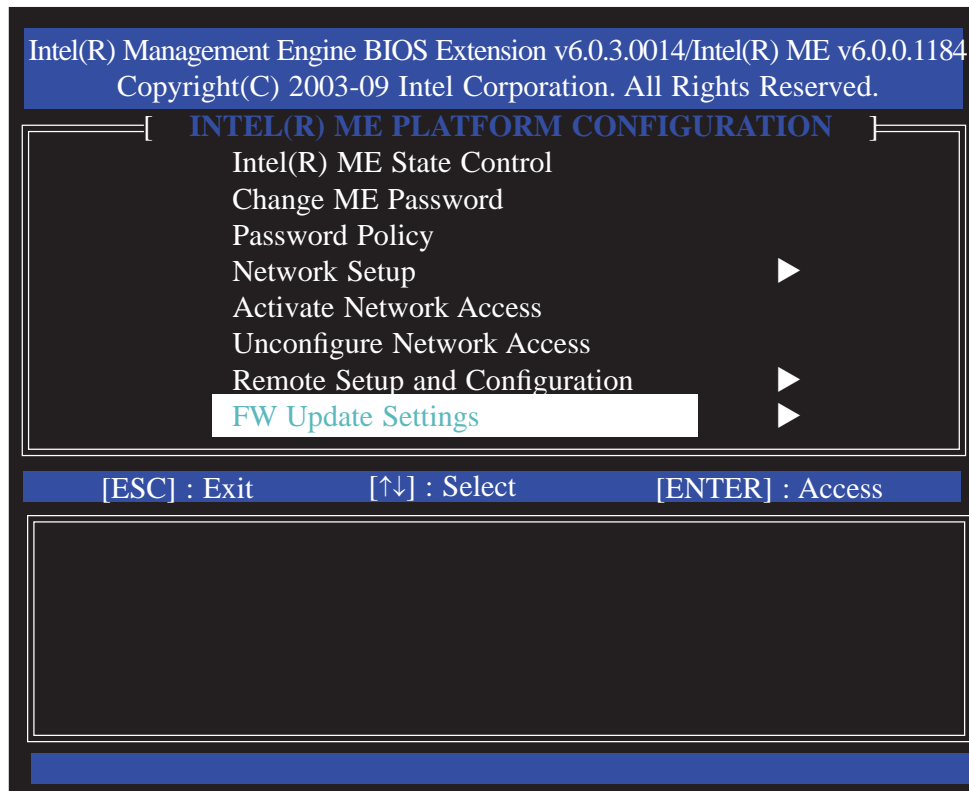 Intel(R) Management Engine BIOS Extension v6.0.3.0014/Intel(R) ME v6.0.0.1184
Copyright(C) 2003-09 Intel Corporation. All Rights Reserved.
[ INTEL(R) ME PLATFORM CONFIGURATION ]
Intel(R) ME State Control
Change ME Password
Password Policy
Network Setup ▶
Activate Network Access
Unconfigure Network Access
Remote Setup and Configuration ▶
FW Update Settings ▶
[ESC] : Exit [↑↓] : Select [ENTER] : Access